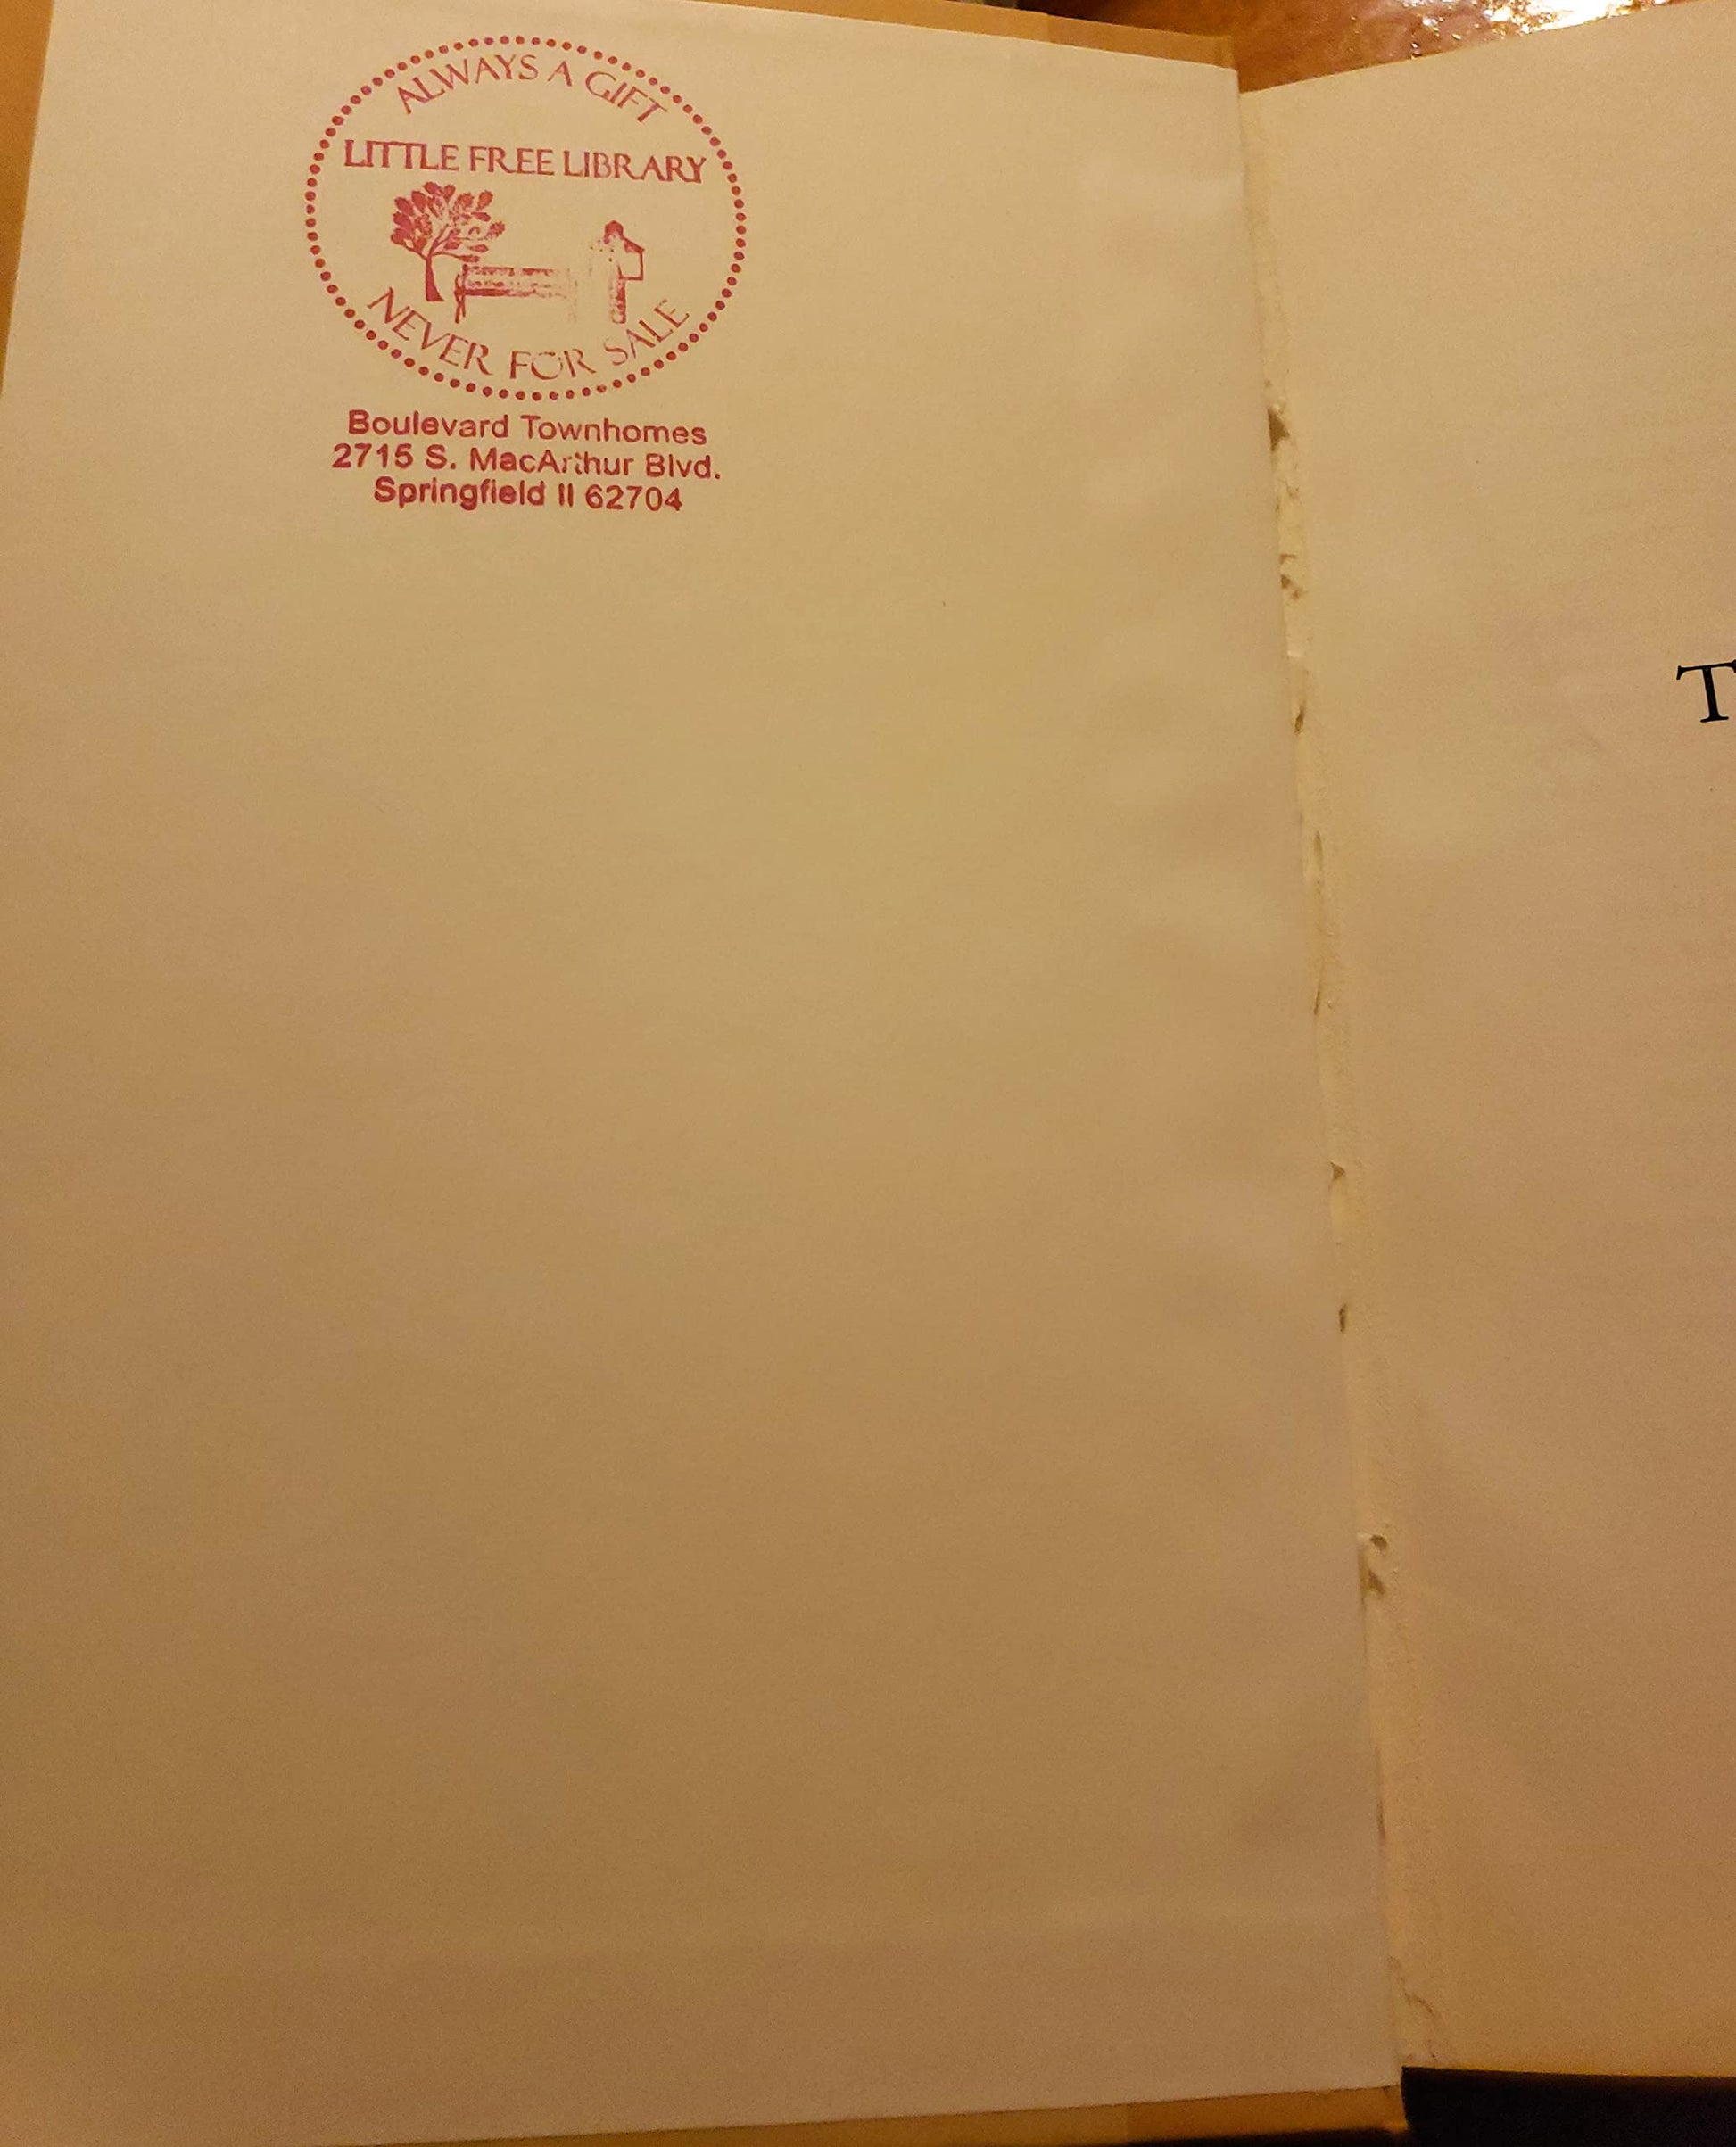 ALWAYS A GIFT
LITTLE FREE LIBRARY
NEVER FOR SALE
Boulevard Townhomes
2715 S. MacArthur Blvd.
Springfield Il 62704
T